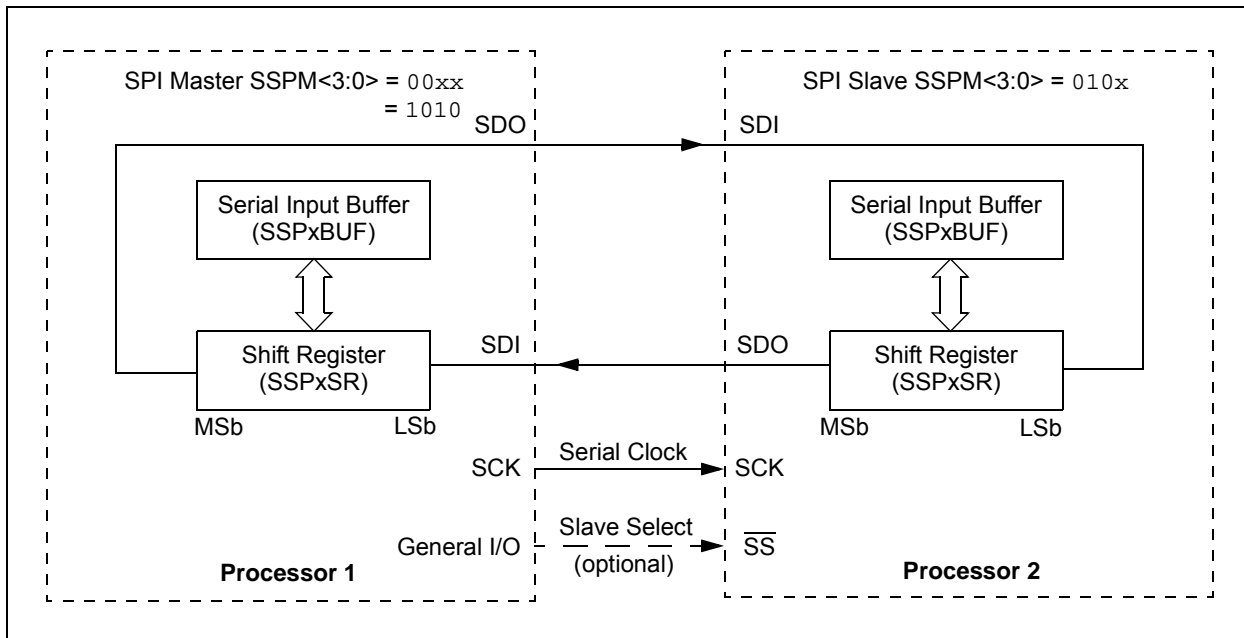 SPI Master SSPM<3:0> = 00xx
= 1010
SDO
Serial Input Buffer
(SSPxBUF)
Shift Register
(SSPxSR)
MSb
LSb
SDI
SCK
General I/O
Processor 1
Serial Clock
Slave Select
(optional)
SPI Slave SSPM<3:0> = 010x
SDI
Serial Input Buffer
(SSPxBUF)
SDO
Shift Register
(SSPxSR)
MSb
LSb
SCK
S̅S̅
Processor 2